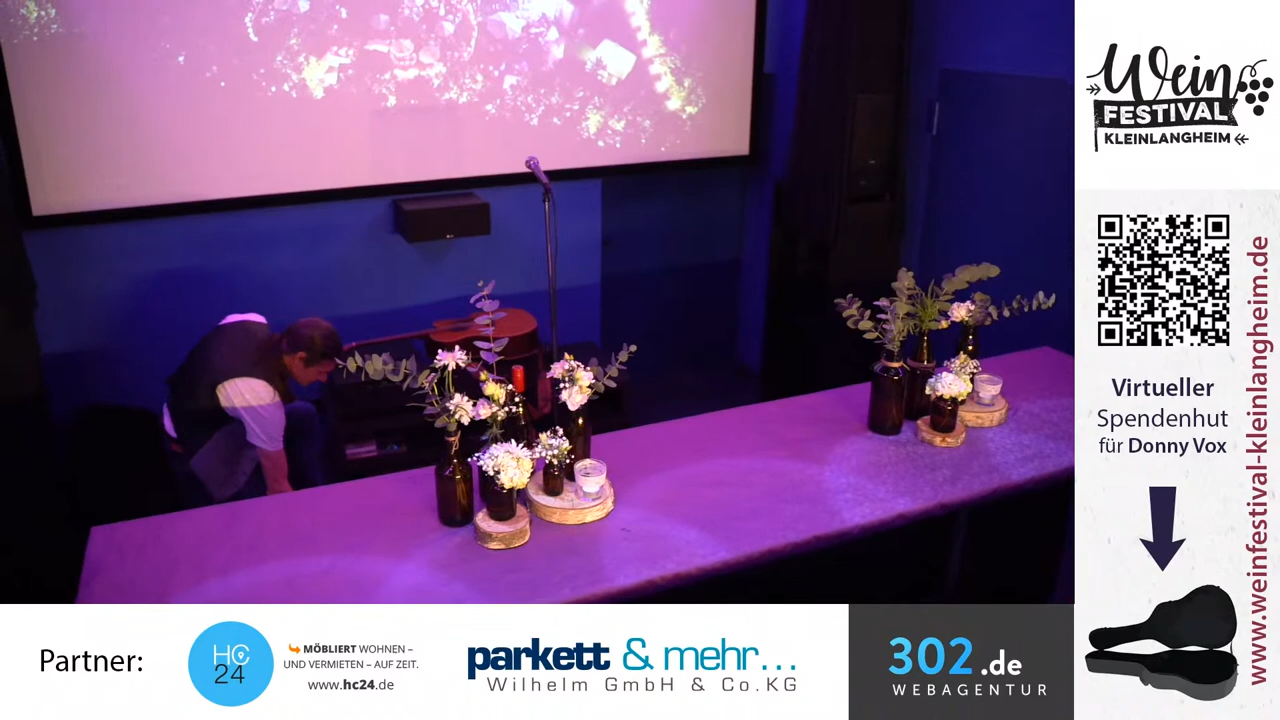 Wein
FESTIVAL
KLEINLANGHEIM
Virtueller
Spendenhut
für Donny Vox
www.weinfestival-kleinlangheim.de
Partner:
HC
24
MÖBLIERT WOHNEN –
UND VERMIETEN – AUF ZEIT.
www.hc24.de
parkett & mehr...
Wilhelm GmbH & Co.KG
302.de
WEBAGENTUR